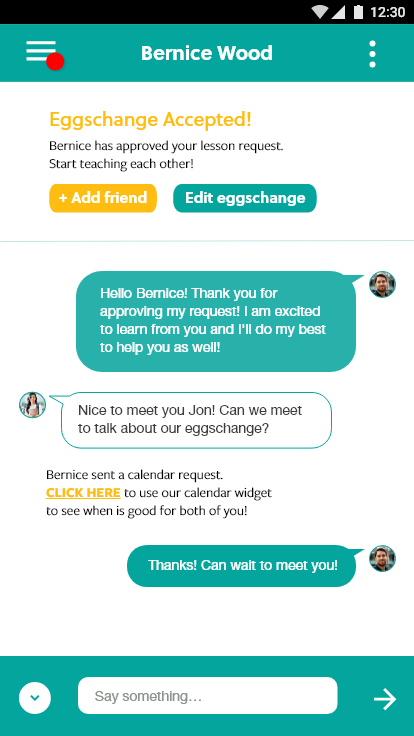 12:30
Bernice Wood
Eggschange Accepted!
Bernice has approved your lesson request.
Start teaching each other!
+ Add friend
Edit eggschange
Hello Bernice! Thank you for
approving my request! I am excited
to learn from you and I'll do my best
to help you as well!
Nice to meet you Jon! Can we meet
to talk about our eggschange?
Bernice sent a calendar request.
CLICK HERE to use our calendar widget
to see when is good for both of you!
Thanks! Can wait to meet you!
Say something...